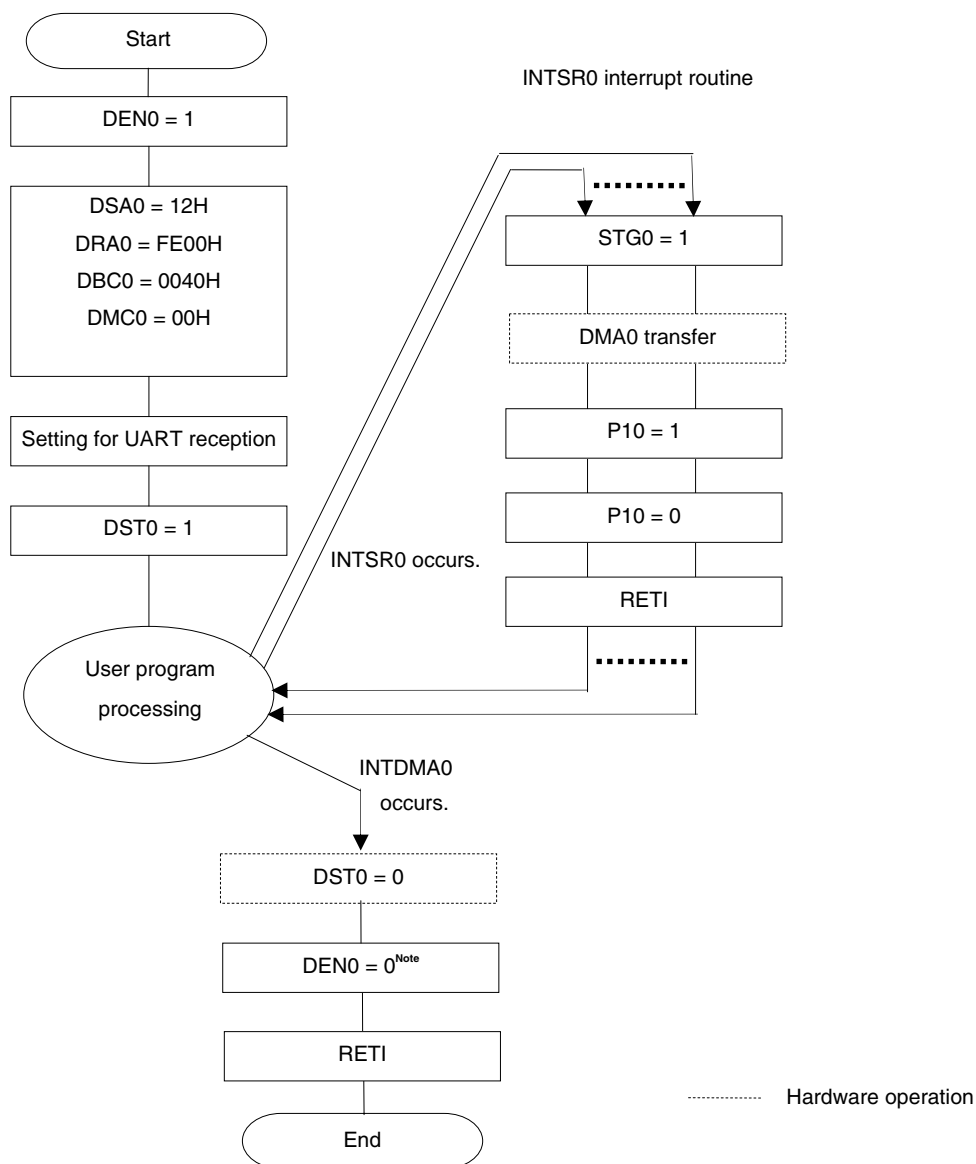 Start
DEN0 = 1
DSA0 = 12H
DRA0 = FE00H
DBC0 = 0040H
DMC0 = 00H
Setting for UART reception
DST0 = 1
User program
processing
INTSR0 occurs.
INTSR0 interrupt routine
STG0 = 1
DMA0 transfer
P10 = 1
P10 = 0
RETI
INTDMA0
occurs.
DST0 = 0
DEN0 = 0Note
RETI
End
Hardware operation